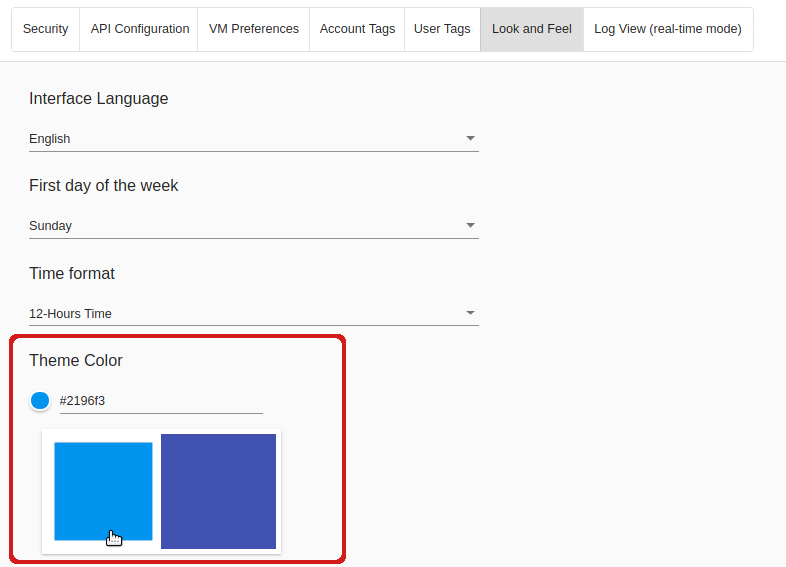 Security API Configuration VM Preferences Account Tags User Tags Look and Feel Log View (real-time mode)
Interface Language
English
First day of the week
Sunday
Time format
12-Hours Time
Theme Color
#2196f3